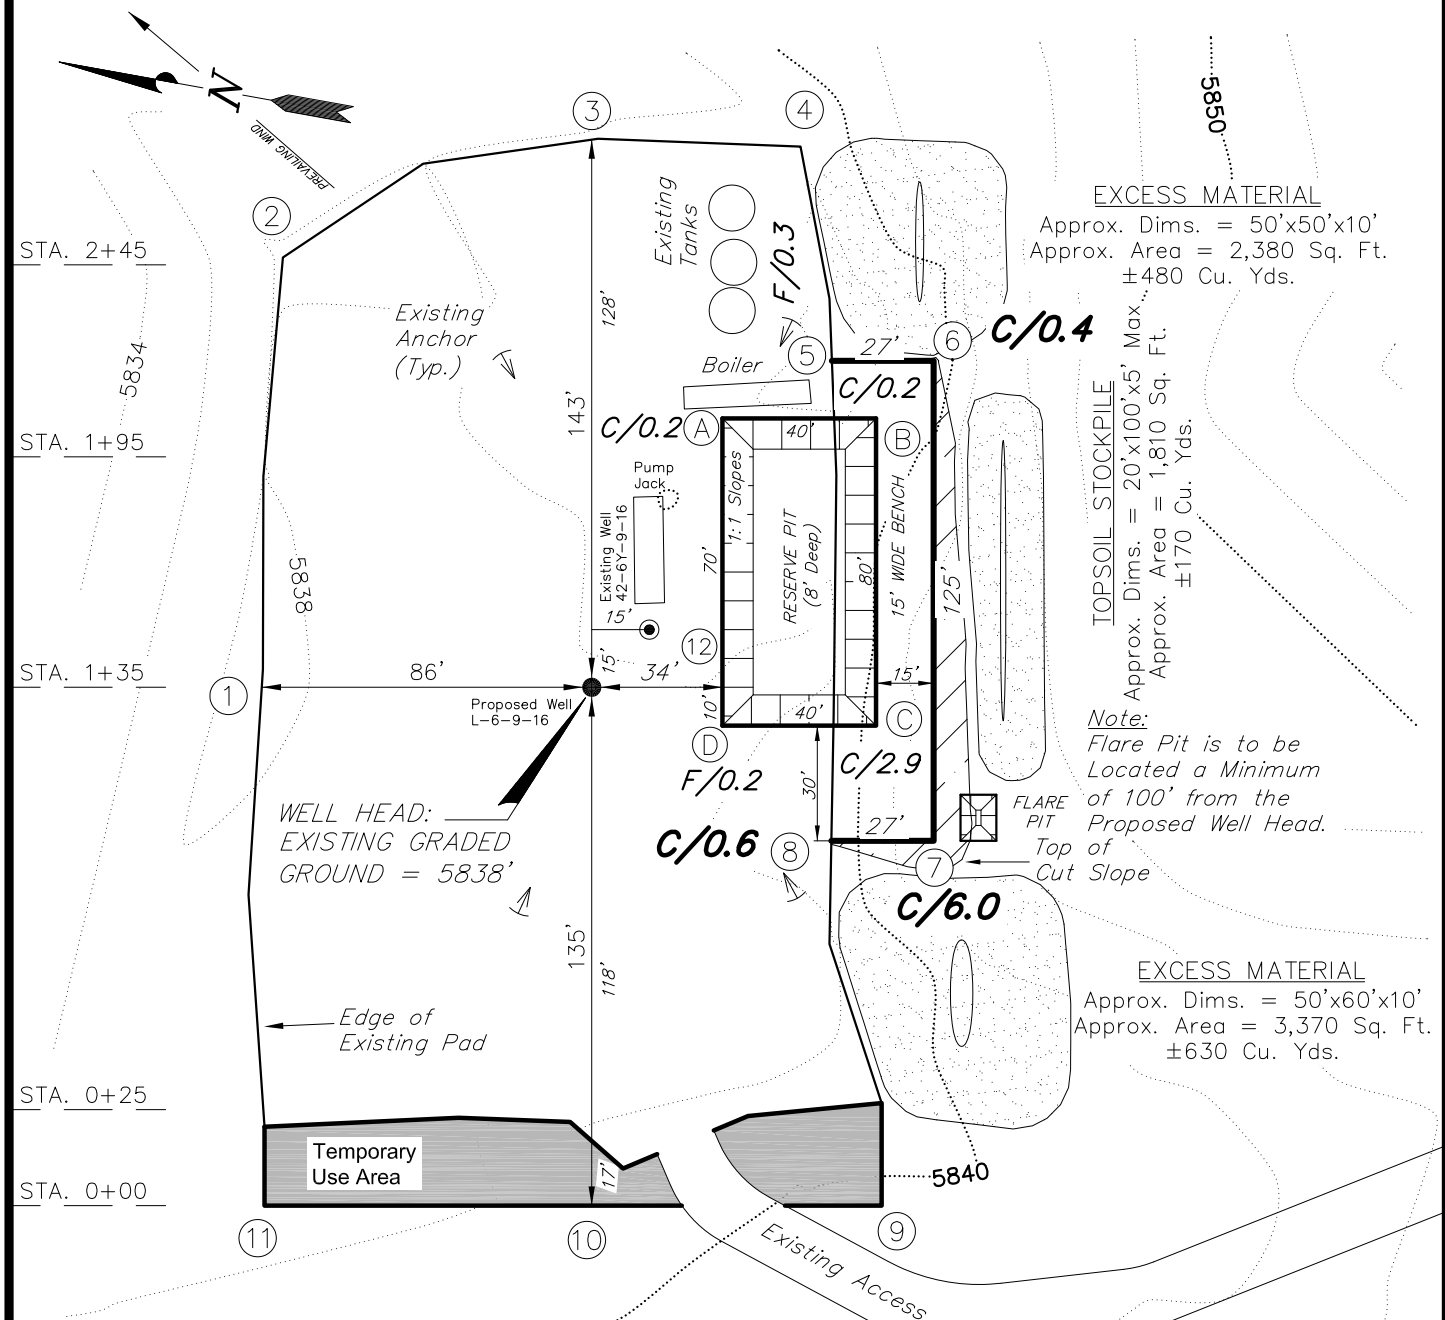 N
PREVAILING WIND
3
4
2
5850
EXCESS MATERIAL
Approx. Dims. = 50'x50'x10'
Approx. Area = 2,380 Sq. Ft.
±480 Cu. Yds.
STA. 2+45
Existing
Tanks
F/0.3
128'
Existing
Anchor
(Typ.)
5834
5
27'
6
C/0.4
Boiler
C/0.2
143'
C/0.2
A
40'
B
STA. 1+95
TOPSOIL STOCKPILE
Approx. Dims. = 20'x100'x5' Max
Approx. Area = 1,810 Sq. Ft.
±170 Cu. Yds.
Pump
Jack
Existing Well
42-6Y-9-16
1:1 Slopes
70'
RESERVE PIT
(8' Deep)
80'
15' WIDE BENCH
125'
5838
15'
12
STA. 1+35
1
86'
15'
34'
15'
Proposed Well
L-6-9-16
10'
40'
C
D
F/0.2
C/2.9
Note:
Flare Pit is to be
Located a Minimum
of 100' from the
Proposed Well Head.
FLARE
PIT
30'
27'
WELL HEAD:
EXISTING GRADED
GROUND = 5838'
C/0.6
8
7
Top of
Cut Slope
C/6.0
135'
118'
EXCESS MATERIAL
Approx. Dims. = 50'x60'x10'
Approx. Area = 3,370 Sq. Ft.
±630 Cu. Yds.
Edge of
Existing Pad
STA. 0+25
Temporary
Use Area
17'
5840
STA. 0+00
11
10
9
Existing Access